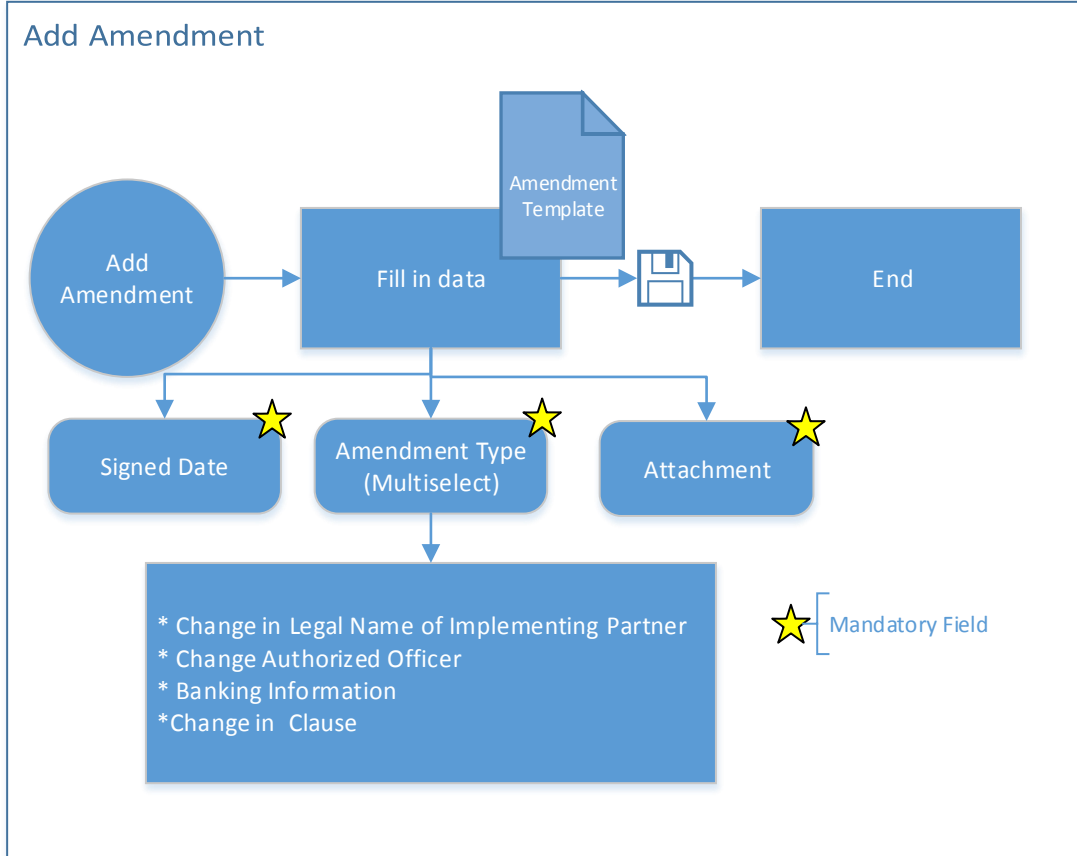 Add Amendment
Amendment
Template
Add
Amendment
Fill in data
End
Signed Date
Amendment Type
(Multiselect)
Attachment
* Change in Legal Name of Implementing Partner
* Change Authorized Officer
* Banking Information
*Change in  Clause
Mandatory Field